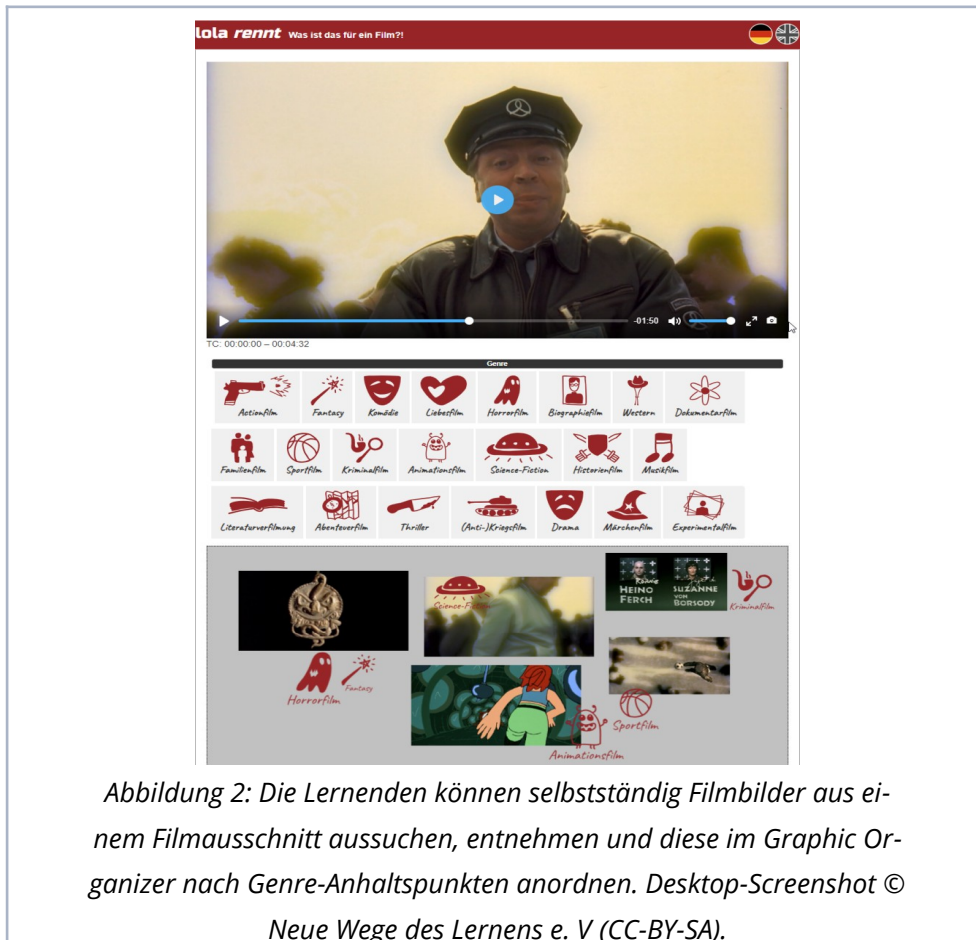 lola rennt Was ist das für ein Film?!
-01:50
TC: 00:00:00 – 00:04:32
Genre
Actionfilm Fantasy Komödie Liebesfilm Horrorfilm Biographiefilm Western Dokumentarfilm
Familienfilm Sportfilm Kriminalfilm Animationsfilm Science-Fiction Historienfilm Musikfilm
Literaturverfilmung Abenteuerfilm Thriller (Anti-)Kriegsfilm Drama Märchenfilm Experimentalfilm
HEINO SUZANNE
FERCH VON
BORSODY
Kriminalfilm
Science-Fiction
Horrorfilm Fantasy
Sportfilm
Animationsfilm
Abbildung 2: Die Lernenden können selbstständig Filmbilder aus ei-
nem Filmausschnitt aussuchen, entnehmen und diese im Graphic Or-
ganizer nach Genre-Anhaltspunkten anordnen. Desktop-Screenshot ©
Neue Wege des Lernens e. V (CC-BY-SA).